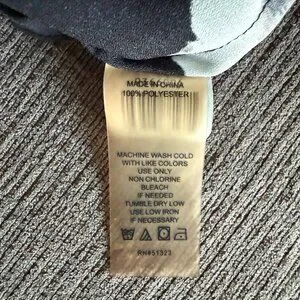 MADE IN CHINA
100% POLYESTER
MACHINE WASH COLD
WITH LIKE COLORS
USE ONLY
NON CHLORINE
BLEACH
IF NEEDED
TUMBLE DRY LOW
USE LOW IRON
IF NECESSARY
RN#51323